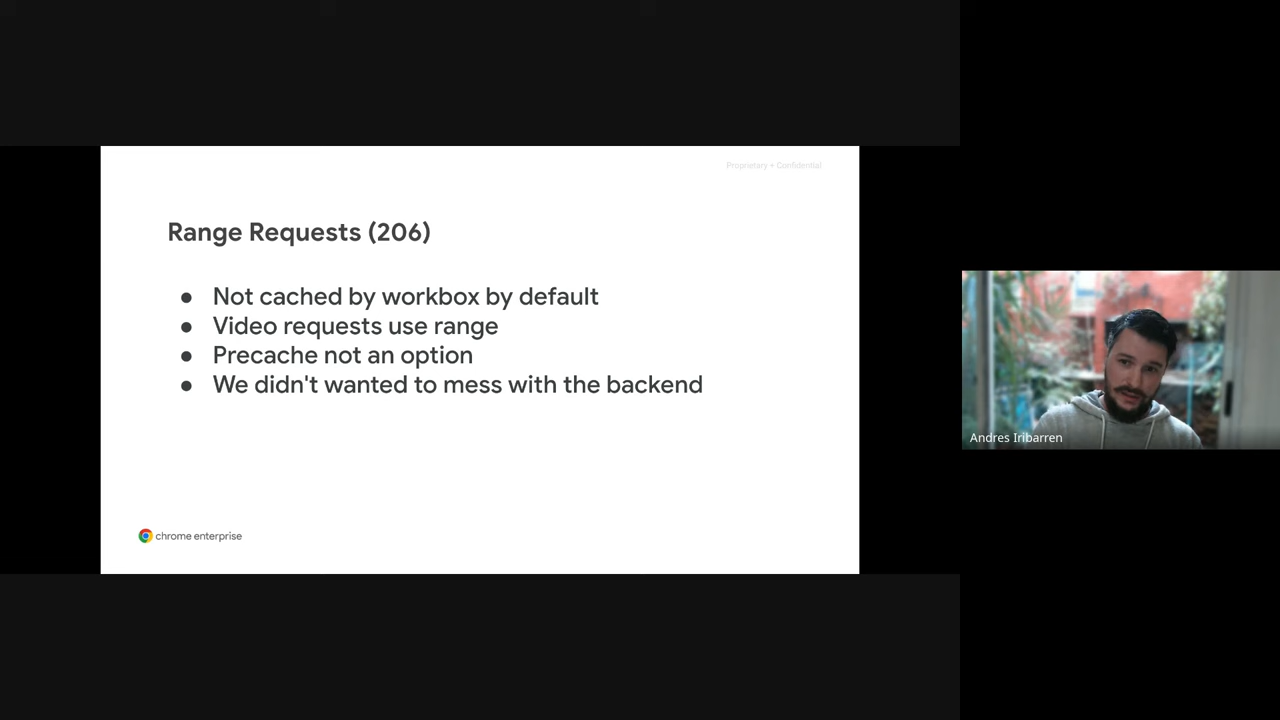 Proprietary + Confidential
Range Requests (206)
● Not cached by workbox by default
● Video requests use range
● Precache not an option
● We didn't wanted to mess with the backend
chrome enterprise
Andres Iribarren